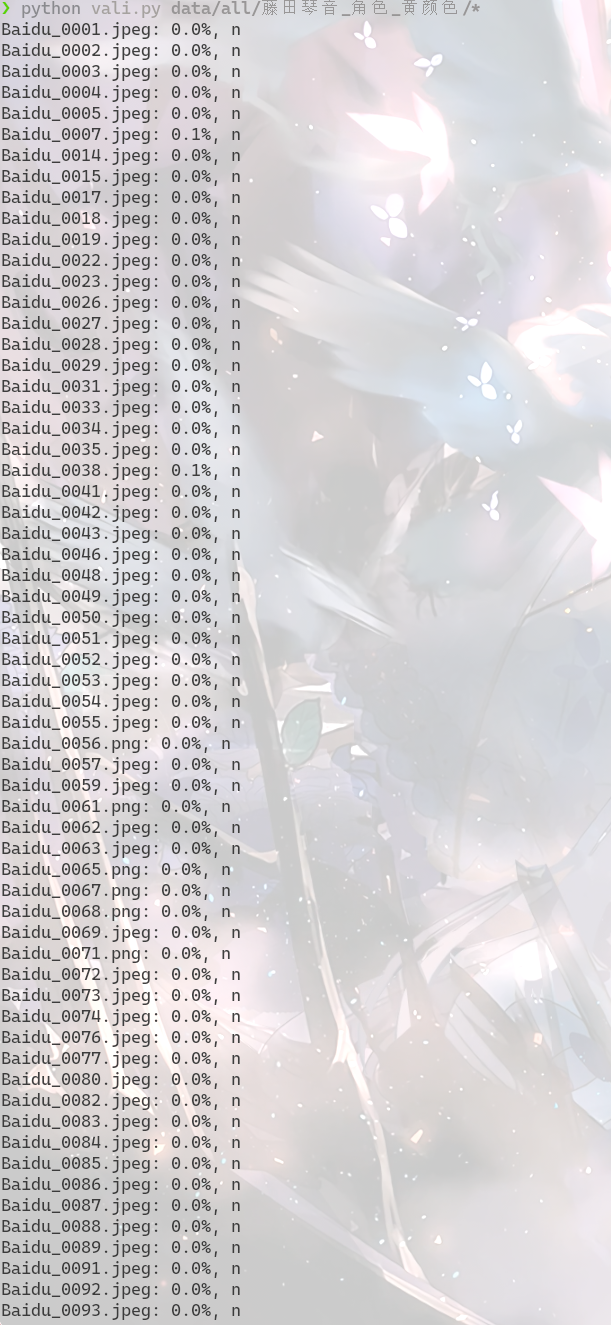 ❯ python vali.py data/all/藤田琴音_角色_黄颜色/*
Baidu_0001.jpeg: 0.0%, n
Baidu_0002.jpeg: 0.0%, n
Baidu_0003.jpeg: 0.0%, n
Baidu_0004.jpeg: 0.0%, n
Baidu_0005.jpeg: 0.0%, n
Baidu_0007.jpeg: 0.1%, n
Baidu_0014.jpeg: 0.0%, n
Baidu_0015.jpeg: 0.0%, n
Baidu_0017.jpeg: 0.0%, n
Baidu_0018.jpeg: 0.0%, n
Baidu_0019.jpeg: 0.0%, n
Baidu_0022.jpeg: 0.0%, n
Baidu_0023.jpeg: 0.0%, n
Baidu_0026.jpeg: 0.0%, n
Baidu_0027.jpeg: 0.0%, n
Baidu_0028.jpeg: 0.0%, n
Baidu_0029.jpeg: 0.0%, n
Baidu_0031.jpeg: 0.0%, n
Baidu_0033.jpeg: 0.0%, n
Baidu_0034.jpeg: 0.0%, n
Baidu_0035.jpeg: 0.0%, n
Baidu_0038.jpeg: 0.1%, n
Baidu_0041.jpeg: 0.0%, n
Baidu_0042.jpeg: 0.0%, n
Baidu_0043.jpeg: 0.0%, n
Baidu_0046.jpeg: 0.0%, n
Baidu_0048.jpeg: 0.0%, n
Baidu_0049.jpeg: 0.0%, n
Baidu_0050.jpeg: 0.0%, n
Baidu_0051.jpeg: 0.0%, n
Baidu_0052.jpeg: 0.0%, n
Baidu_0053.jpeg: 0.0%, n
Baidu_0054.jpeg: 0.0%, n
Baidu_0055.jpeg: 0.0%, n
Baidu_0056.png: 0.0%, n
Baidu_0057.jpeg: 0.0%, n
Baidu_0059.jpeg: 0.0%, n
Baidu_0061.png: 0.0%, n
Baidu_0062.jpeg: 0.0%, n
Baidu_0063.jpeg: 0.0%, n
Baidu_0065.png: 0.0%, n
Baidu_0067.png: 0.0%, n
Baidu_0068.png: 0.0%, n
Baidu_0069.jpeg: 0.0%, n
Baidu_0071.png: 0.0%, n
Baidu_0072.jpeg: 0.0%, n
Baidu_0073.jpeg: 0.0%, n
Baidu_0074.jpeg: 0.0%, n
Baidu_0076.jpeg: 0.0%, n
Baidu_0077.jpeg: 0.0%, n
Baidu_0080.jpeg: 0.0%, n
Baidu_0082.jpeg: 0.0%, n
Baidu_0083.jpeg: 0.0%, n
Baidu_0084.jpeg: 0.0%, n
Baidu_0085.jpeg: 0.0%, n
Baidu_0086.jpeg: 0.0%, n
Baidu_0087.jpeg: 0.0%, n
Baidu_0088.jpeg: 0.0%, n
Baidu_0089.jpeg: 0.0%, n
Baidu_0091.jpeg: 0.0%, n
Baidu_0092.jpeg: 0.0%, n
Baidu_0093.jpeg: 0.0%, n